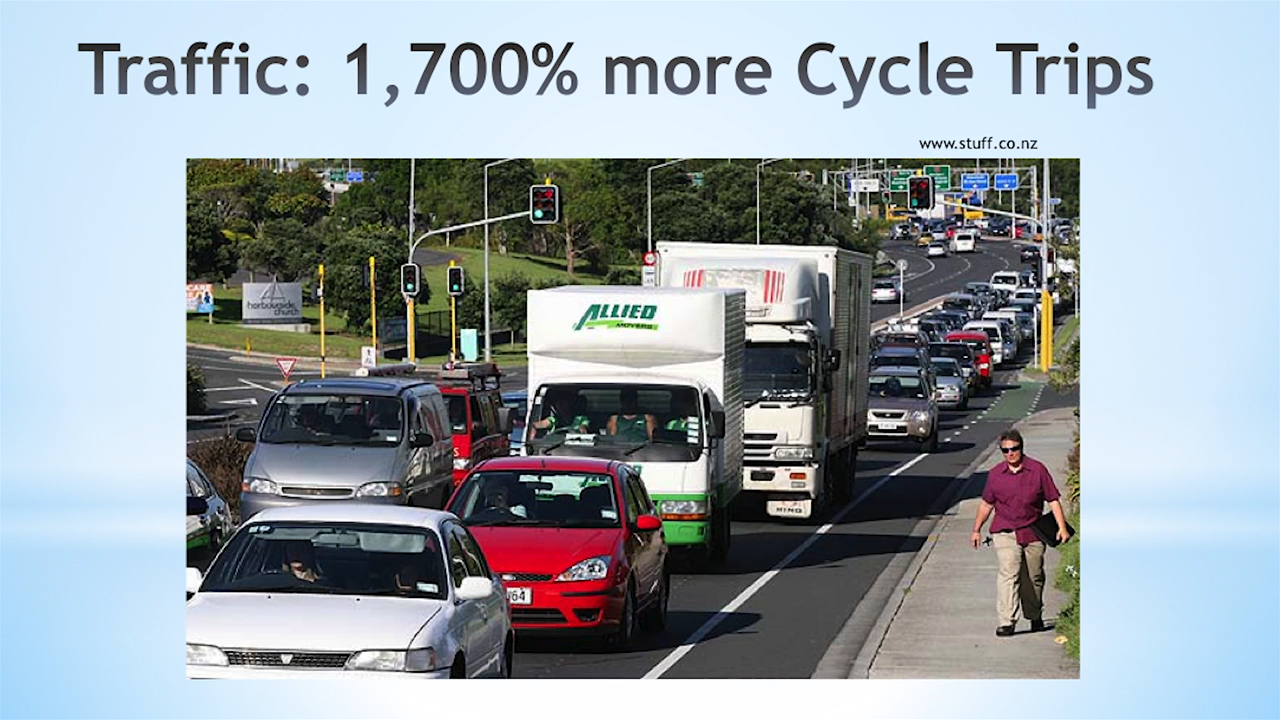 Traffic: 1,700% more Cycle Trips
www.stuff.co.nz
ALLIED
MOVERS
harbourside
church
HINO